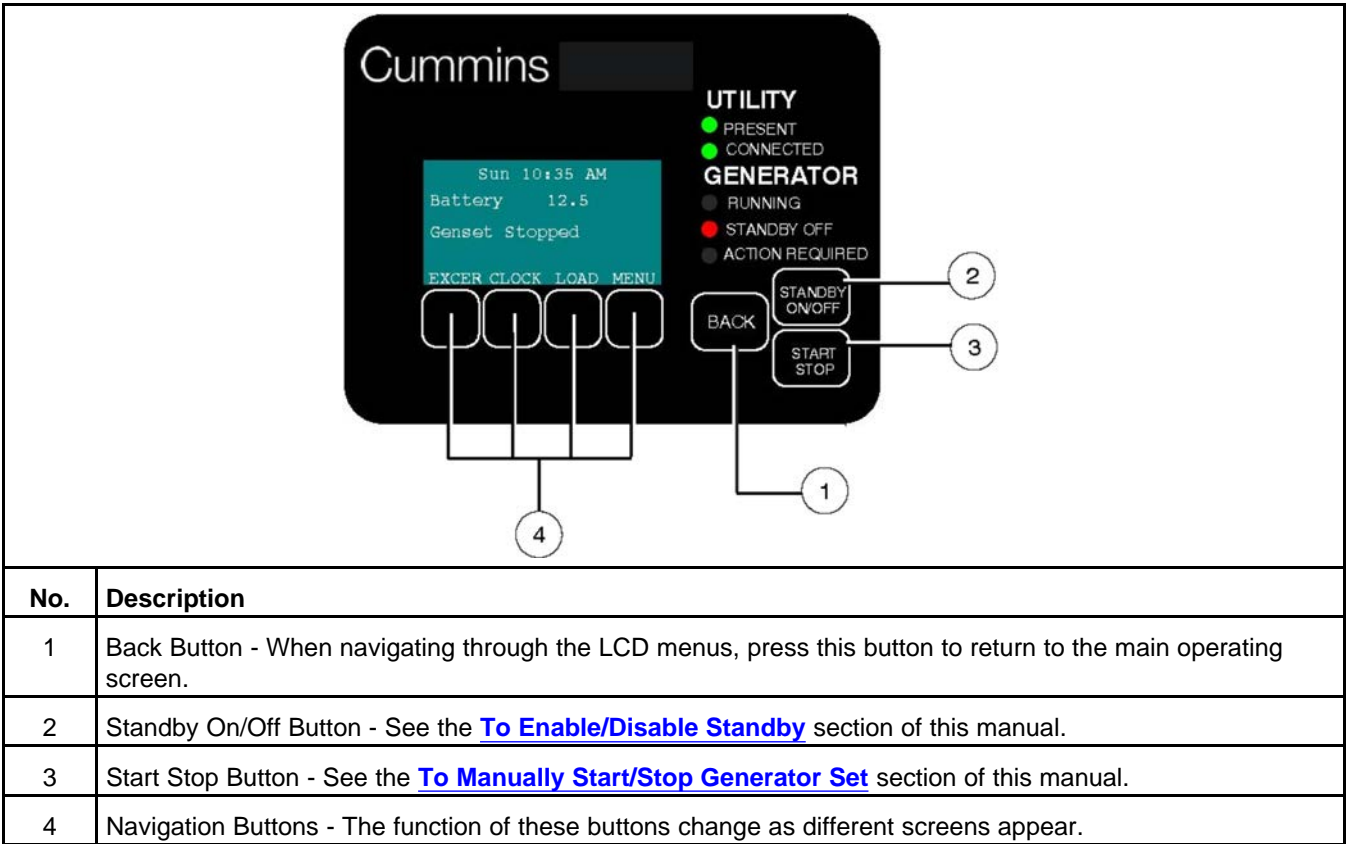 Cummins
UTILITY
PRESENT
CONNECTED
GENERATOR
RUNNING
STANDBY OFF
ACTION REQUIRED
Sun 10:35 AM
Battery 12.5
Genset Stopped
EXCER CLOCK LOAD MENU
BACK
STANDBY
ON/OFF
START
STOP
2
3
1
4
No. Description
1 Back Button - When navigating through the LCD menus, press this button to return to the main operating
screen.
2 Standby On/Off Button - See the To Enable/Disable Standby section of this manual.
3 Start Stop Button - See the To Manually Start/Stop Generator Set section of this manual.
4 Navigation Buttons - The function of these buttons change as different screens appear.